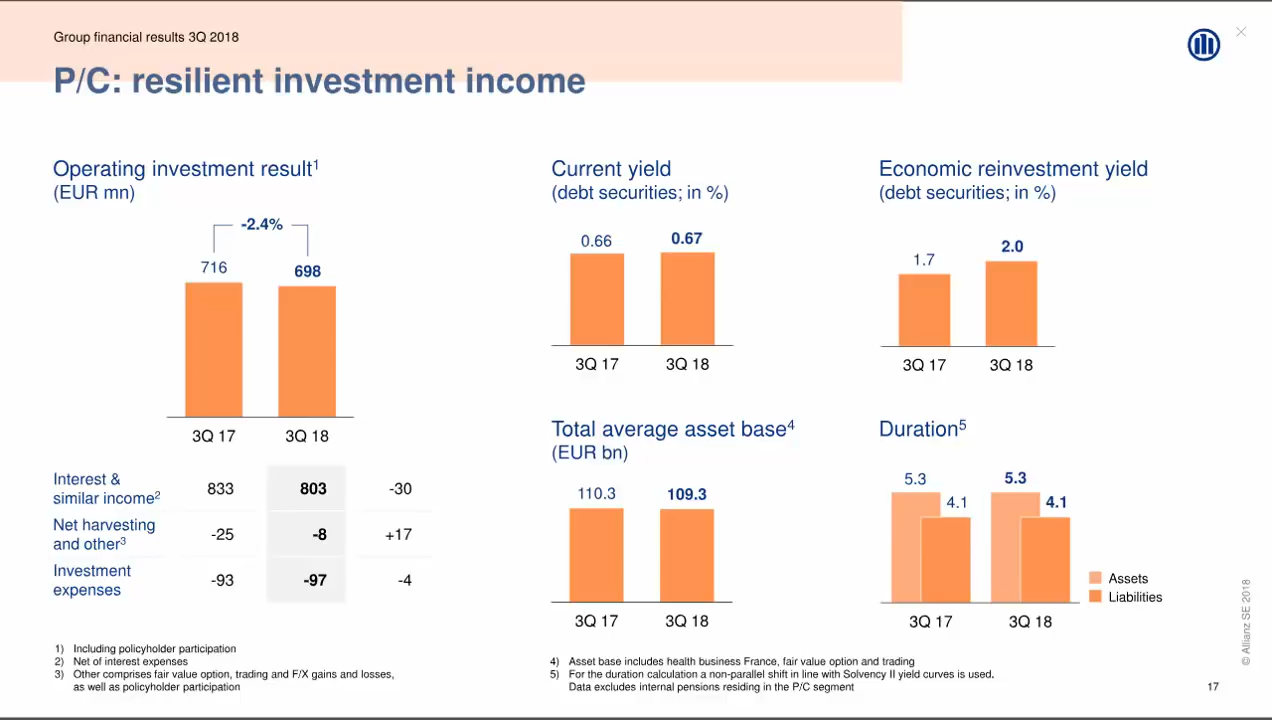 Group financial results 3Q 2018
P/C: resilient investment income
Operating investment result¹
(EUR mn)
-2.4%
716
698
3Q 17
3Q 18
Interest &
similar income²
833
803
-30
Net harvesting
and other³
-25
-8
+17
Investment
expenses
-93
-97
-4
Current yield
(debt securities; in %)
0.66
0.67
3Q 17
3Q 18
Economic reinvestment yield
(debt securities; in %)
1.7
2.0
3Q 17
3Q 18
Total average asset base⁴
(EUR bn)
110.3
109.3
3Q 17
3Q 18
Duration⁵
5.3
4.1
5.3
4.1
3Q 17
3Q 18
Assets
Liabilities
1) Including policyholder participation
2) Net of interest expenses
3) Other comprises fair value option, trading and F/X gains and losses,
as well as policyholder participation
4) Asset base includes health business France, fair value option and trading
5) For the duration calculation a non-parallel shift in line with Solvency II yield curves is used.
Data excludes internal pensions residing in the P/C segment
© Allianz SE 2018
17